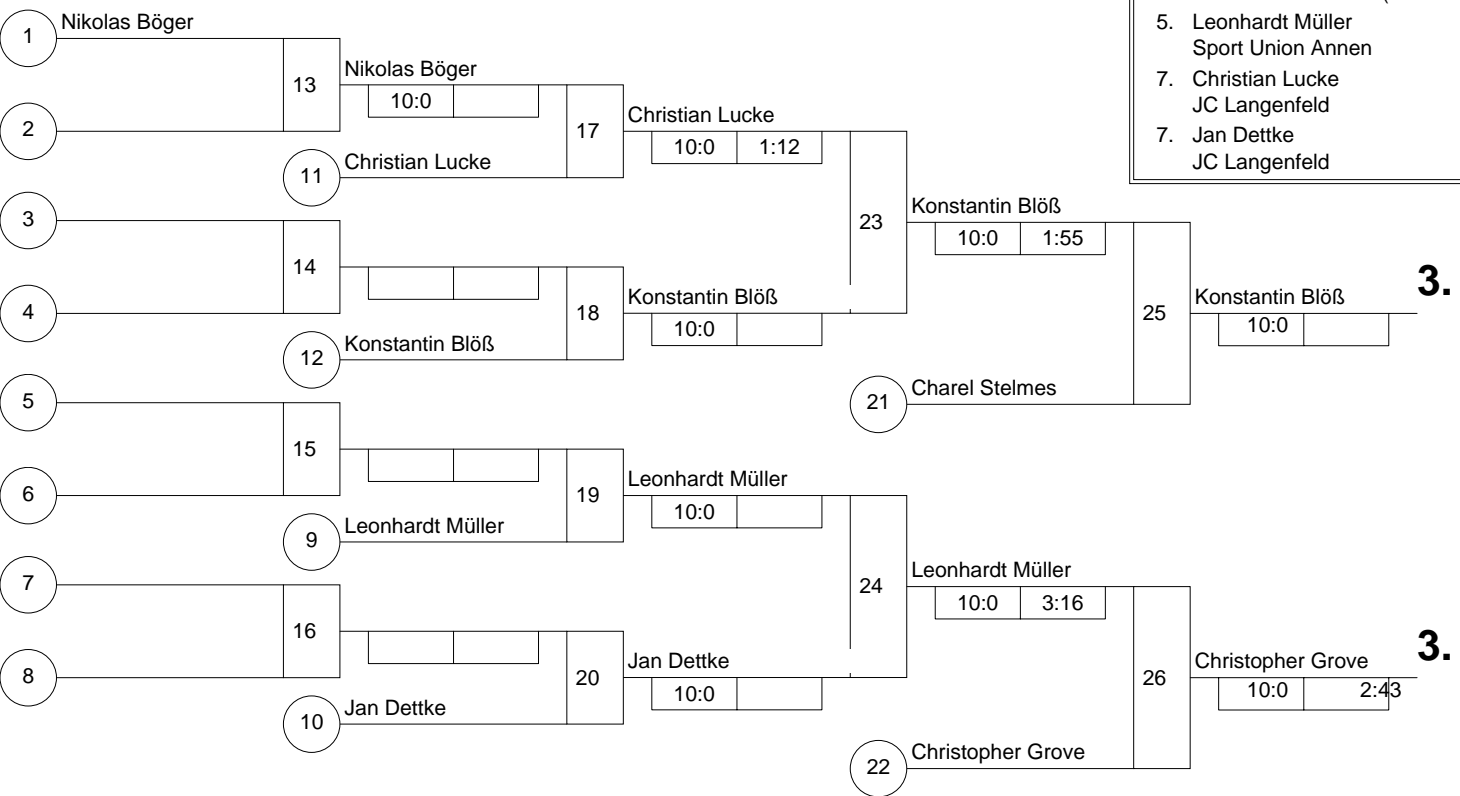 1 Nikolas Böger
5. Leonhardt Müller
Sport Union Annen
13 Nikolas Böger
7. Christian Lucke
10:0
JC Langenfeld
2
17 Christian Lucke
7. Jan Dettke
10:0 1:12
JC Langenfeld
11 Christian Lucke
3
23 Konstantin Blöß
10:0 1:55
14
3.
4
18 Konstantin Blöß
25 Konstantin Blöß
10:0
10:0
12 Konstantin Blöß
5
21 Charel Stelmes
15
6
19 Leonhardt Müller
10:0
9 Leonhardt Müller
7
24 Leonhardt Müller
10:0 3:16
16
3.
8
20 Jan Dettke
26 Christopher Grove
10:0
10:0 2:43
10 Jan Dettke
22 Christopher Grove